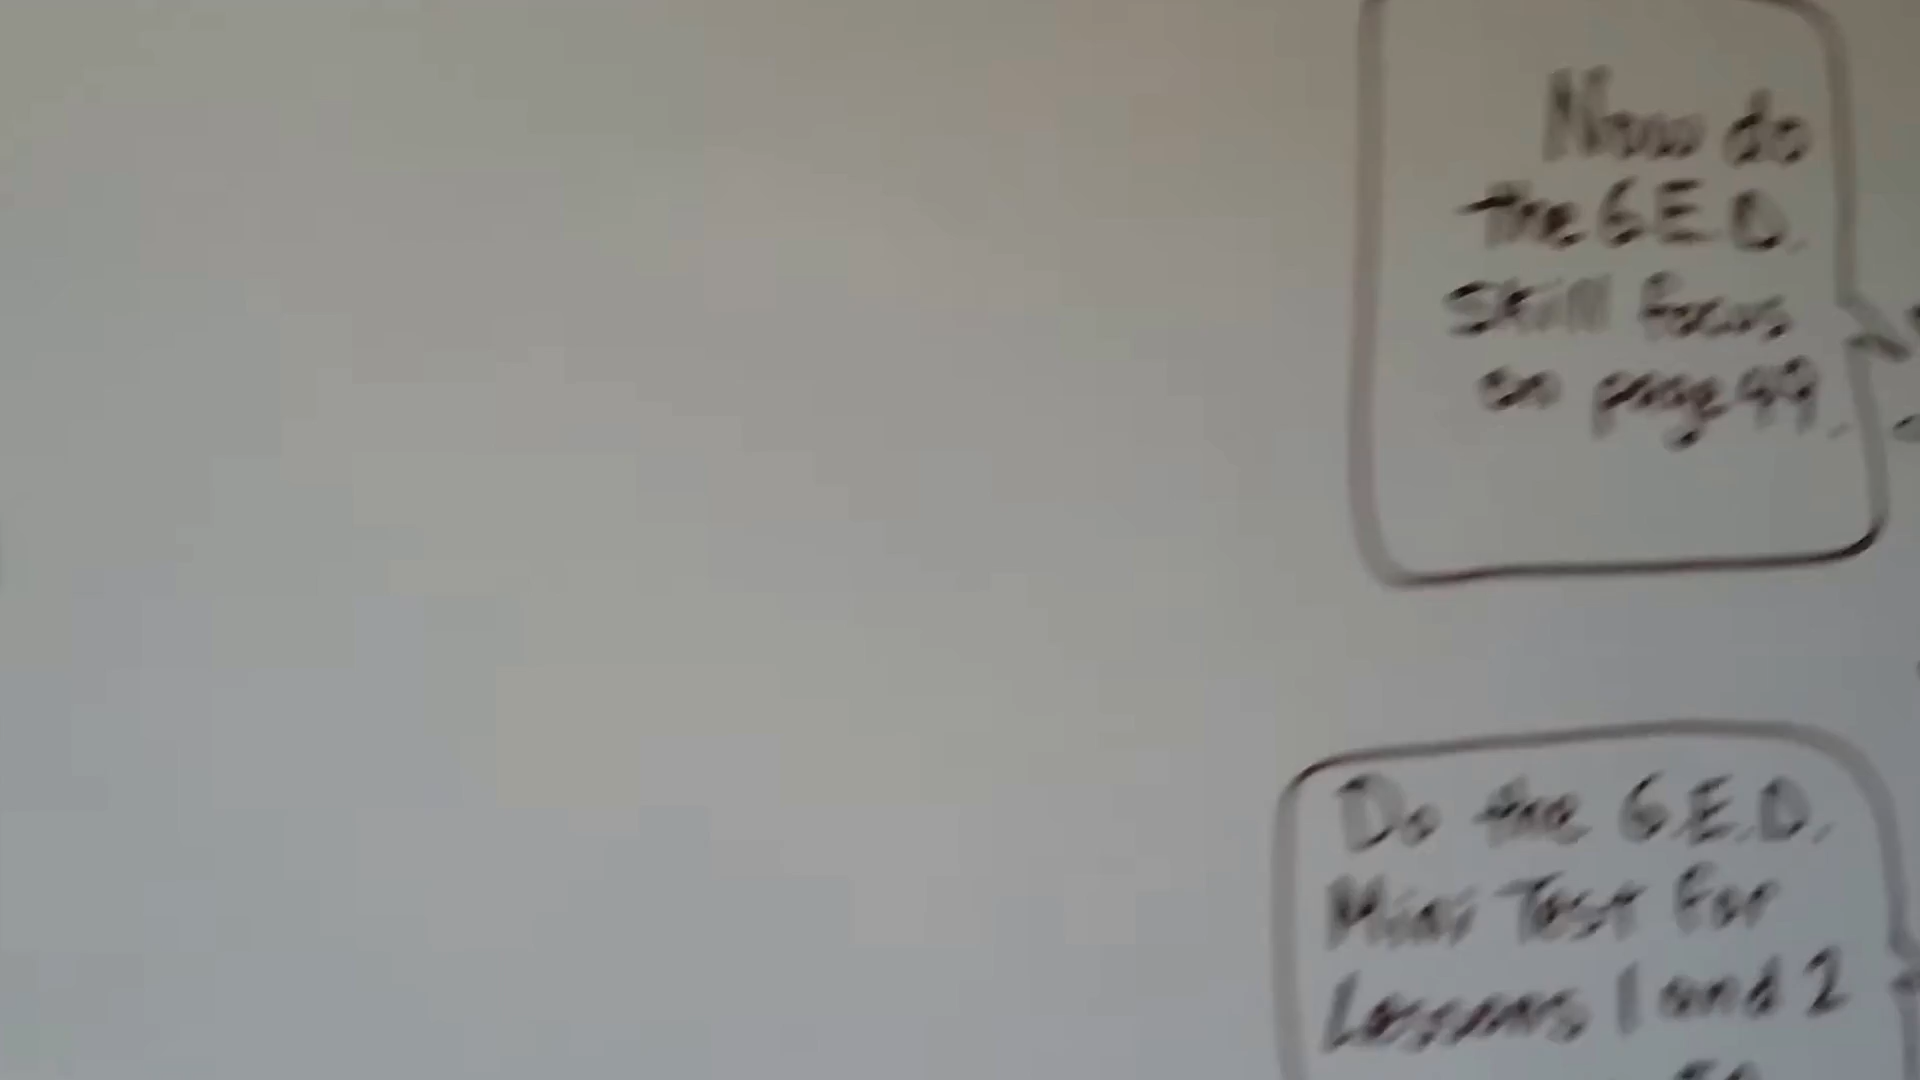 Now do
the G.E.D.
Skill focus
on page 49.
Do the G.E.D.
Mini Test for
Lessons 1 and 2